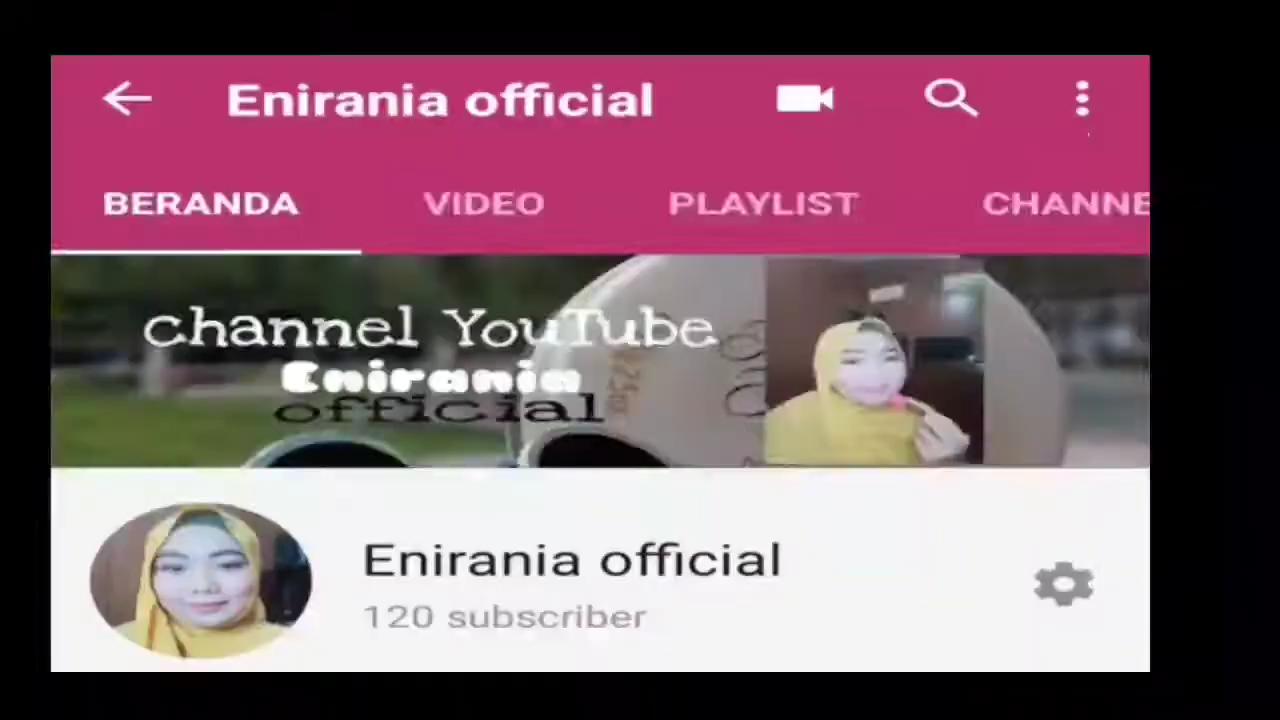 Enirania official
BERANDA VIDEO PLAYLIST CHANNE
channel YouTube
Enirania
official
Enirania official
120 subscriber